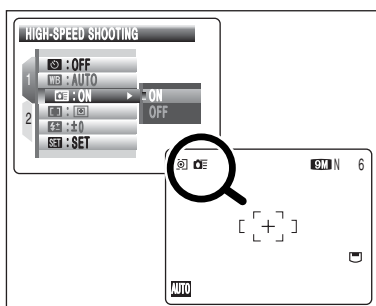 HIGH-SPEED SHOOTING
: OFF
1 WB : AUTO
: ON ON
: OFF
2 : ±0
SET : SET
9M N 6
AUTO